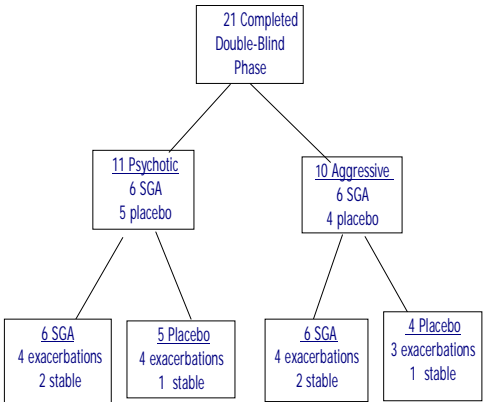 21 Completed
Double-Blind
Phase
11 Psychotic
6 SGA
5 placebo
10 Aggressive
6 SGA
4 placebo
6 SGA
4 exacerbations
2 stable
5 Placebo
4 exacerbations
1 stable
6 SGA
4 exacerbations
2 stable
4 Placebo
3 exacerbations
1 stable